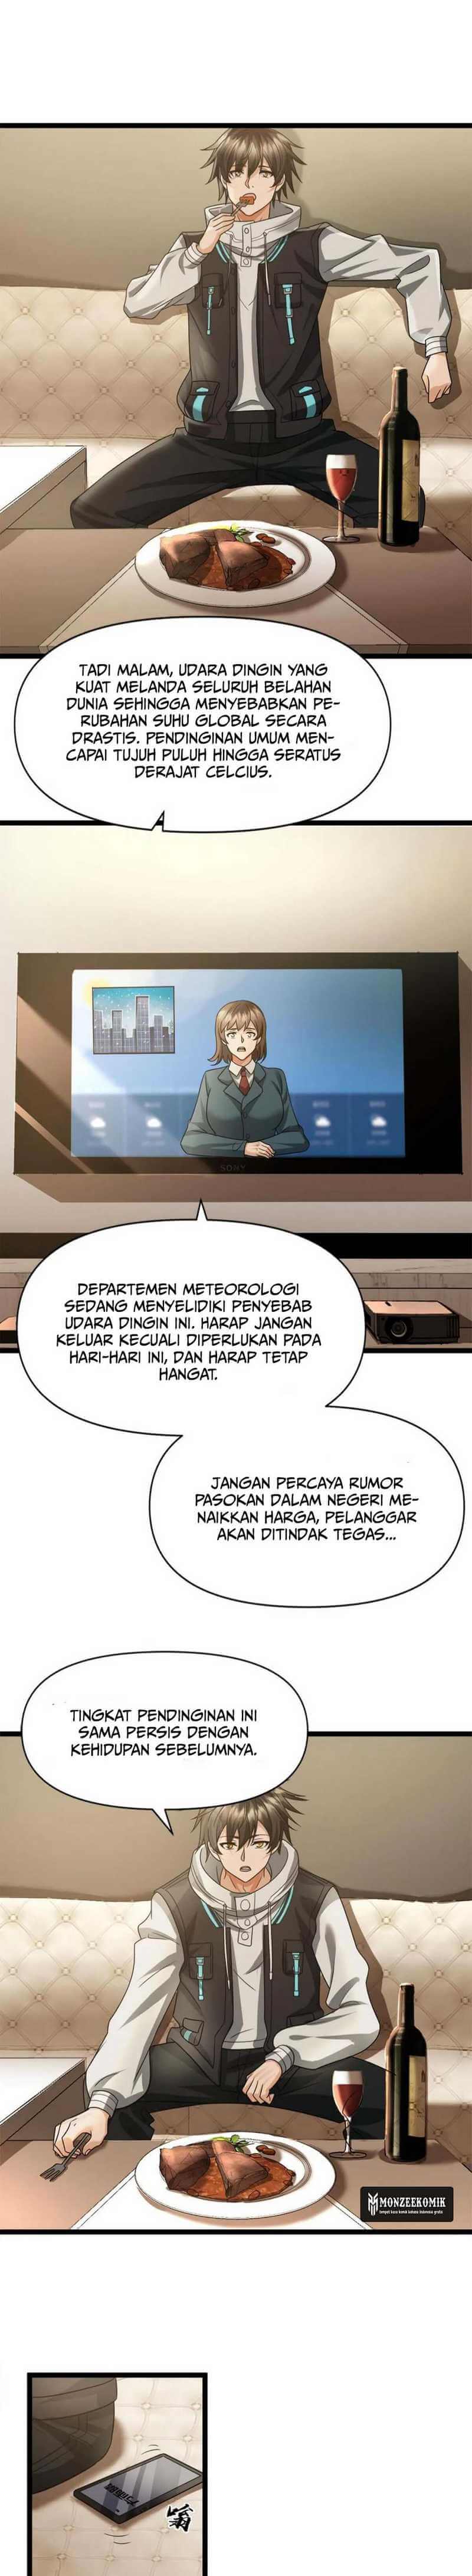 TADI MALAM, UDARA DINGIN YANG
KUAT MELANDA SELURUH BELAHAN
DUNIA SEHINGGA MENYEBABKAN PE-
RUBAHAN SUHU GLOBAL SECARA
DRASTIS. PENDINGINAN UMUM MEN-
CAPAI TUJUH PULUH HINGGA SERATUS
DERAJAT CELCIUS.
SONY
DEPARTEMEN METEOROLOGI
SEDANG MENYELIDIKI PENYEBAB
UDARA DINGIN INI. HARAP JANGAN
KELUAR KECUALI DIPERLUKAN PADA
HARI-HARI INI, DAN HARAP TETAP
HANGAT.
JANGAN PERCAYA RUMOR
PASOKAN DALAM NEGERI ME-
NAIKKAN HARGA, PELANGGAR
AKAN DITINDAK TEGAS...
TINGKAT PENDINGINAN INI
SAMA PERSIS DENGAN
KEHIDUPAN SEBELUMNYA.
MONZEEKOMIK
嗡